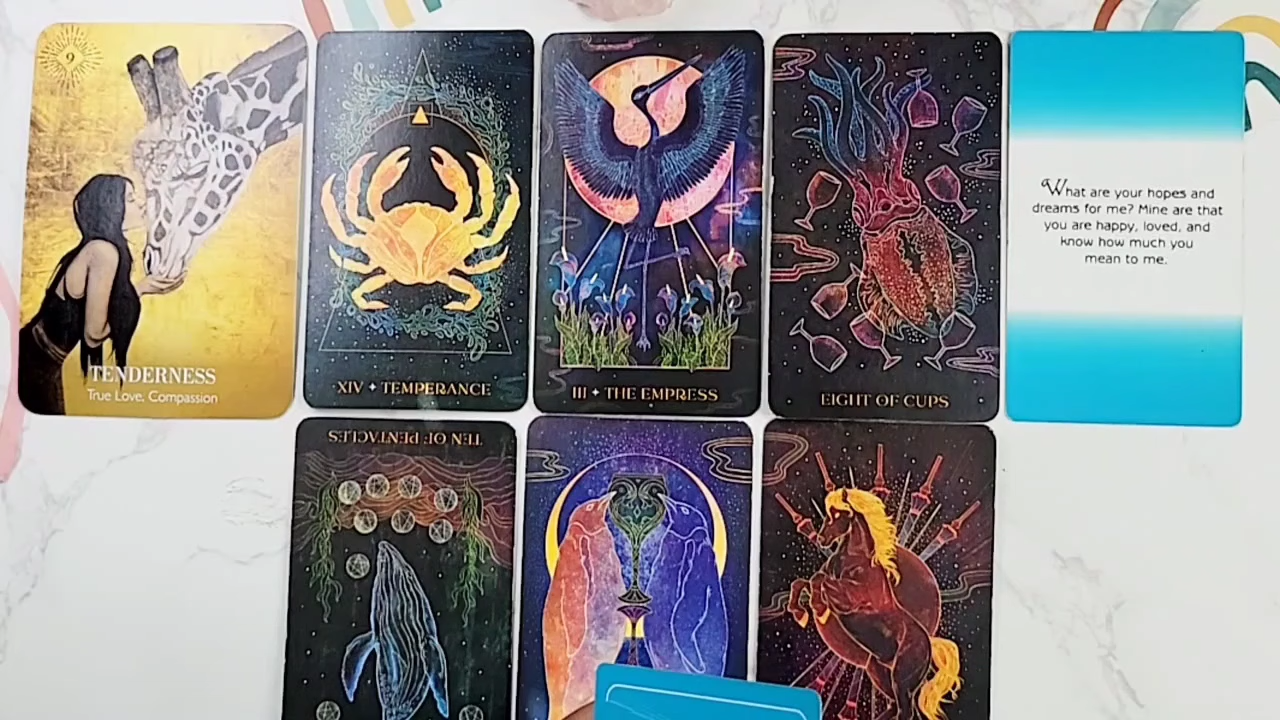 9
TENDERNESS
True Love, Compassion
XIV ✦ TEMPERANCE
III ✦ THE EMPRESS
EIGHT OF CUPS
What are your hopes and
dreams for me? Mine are that
you are happy, loved, and
know how much you
mean to me.
TEN OF PENTACLES